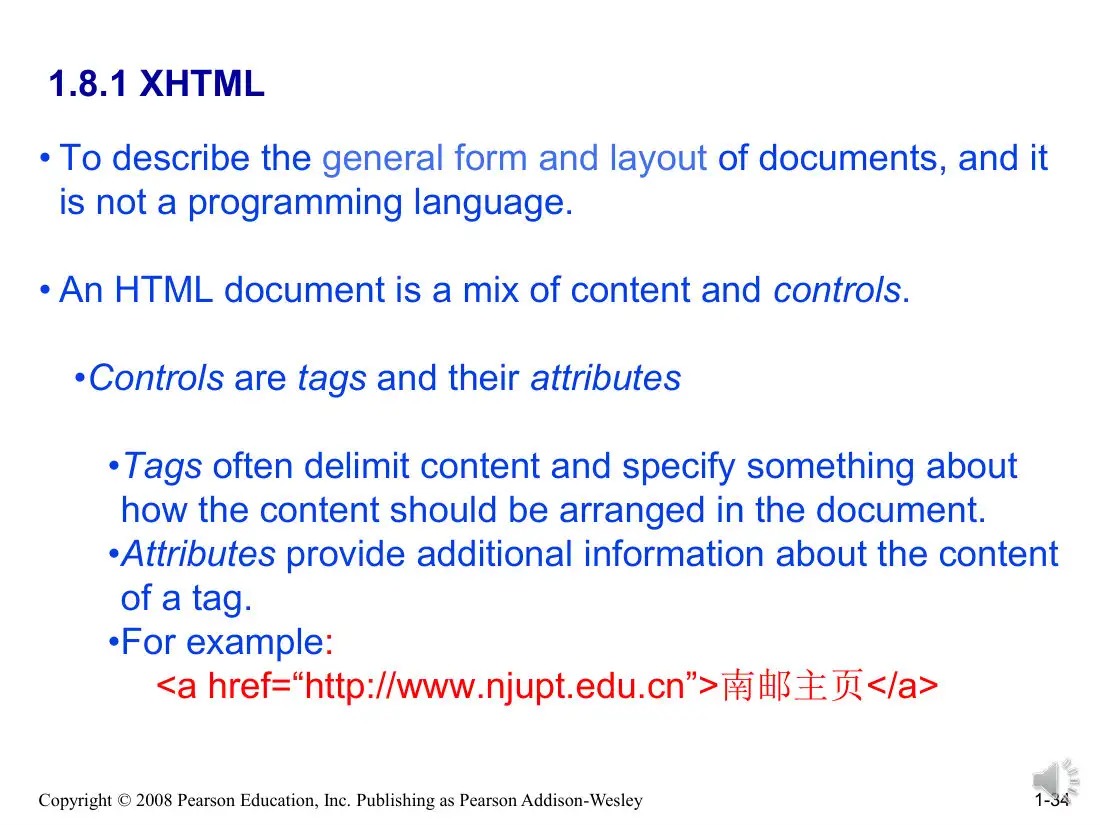 1.8.1 XHTML
• To describe the general form and layout of documents, and it
is not a programming language.
• An HTML document is a mix of content and controls.
•Controls are tags and their attributes
•Tags often delimit content and specify something about
how the content should be arranged in the document.
•Attributes provide additional information about the content
of a tag.
•For example:
<a href=“http://www.njupt.edu.cn”>南邮主页</a>
Copyright © 2008 Pearson Education, Inc. Publishing as Pearson Addison-Wesley
1-34